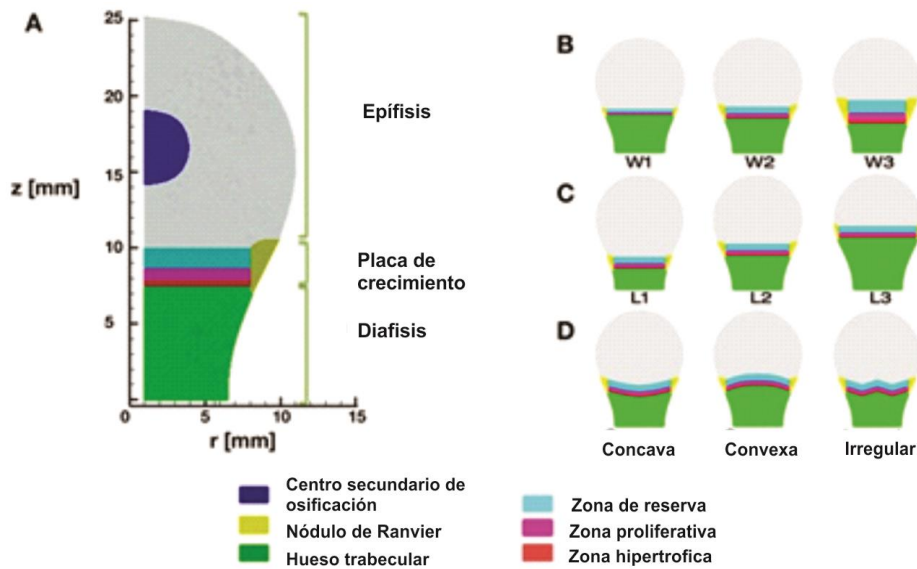 A
25
20
15
10
5
0
z [mm]
0
5
10
15
r [mm]
Epífisis
Placa de
crecimiento
Diafisis
B
W1
W2
W3
C
L1
L2
L3
D
Concava
Convexa
Irregular
Centro secundario de
osificación
Nódulo de Ranvier
Hueso trabecular
Zona de reserva
Zona proliferativa
Zona hipertrofica